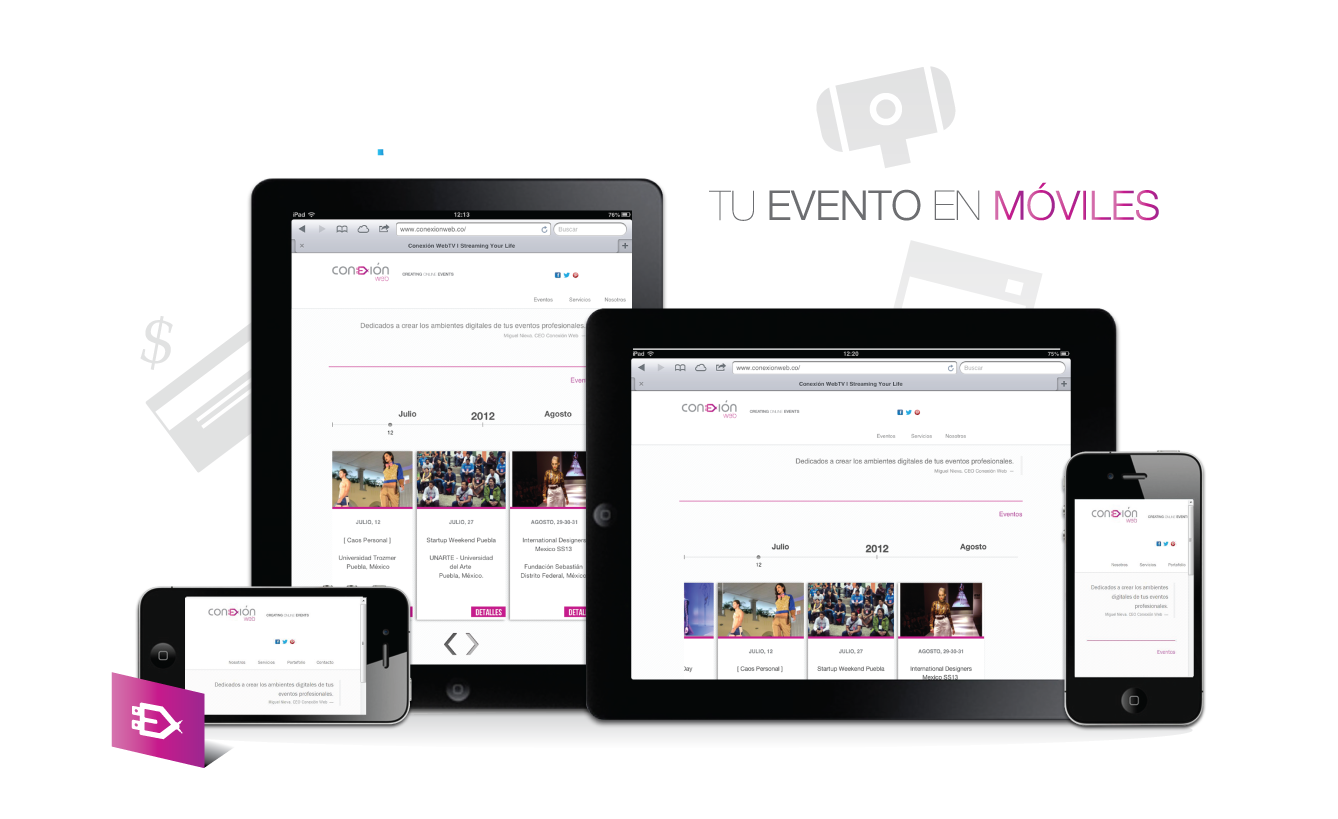 TU EVENTO EN MÓVILES
$
iPad 12:13 76%
www.conexionweb.co/ Buscar
Conexión WebTV | Streaming Your Life
conexión
web
CREATING ONLINE EVENTS
Eventos Servicios Nosotros
Dedicados a crear los ambientes digitales de tus eventos profesionales.
Miguel Nieva, CEO Conexión Web —
Julio 2012 Agosto
12
JULIO, 12
[ Caos Personal ]
Universidad Trozmer
Puebla, México
JULIO, 27
Startup Weekend Puebla
UNARTE - Universidad
del Arte
Puebla, México.
DETALLES
AGOSTO, 29-30-31
International Designers
Mexico SS13
Fundación Sebastián
Distrito Federal, México
iPad 12:20 75%
www.conexionweb.co/ Buscar
Conexión WebTV | Streaming Your Life
conexión
web
CREATING ONLINE EVENTS
Eventos Servicios Nosotros
Dedicados a crear los ambientes digitales de tus eventos profesionales.
Miguel Nieva, CEO Conexión Web —
Eventos
Julio 2012 Agosto
12
JULIO, 12
[ Caos Personal ]
JULIO, 27
Startup Weekend Puebla
AGOSTO, 29-30-31
International Designers
Mexico SS13
conexión
web
CREATING ONLINE EVENTS
Nosotros Servicios Portafolio Contacto
Dedicados a crear los ambientes digitales de tus
eventos profesionales.
Miguel Nieva, CEO Conexión Web —
conexión
web
CREATING ONLINE EVENTS
Nosotros Servicios Portafolio
Dedicados a crear los ambientes
digitales de tus eventos
profesionales.
Miguel Nieva, CEO Conexión Web —
Eventos